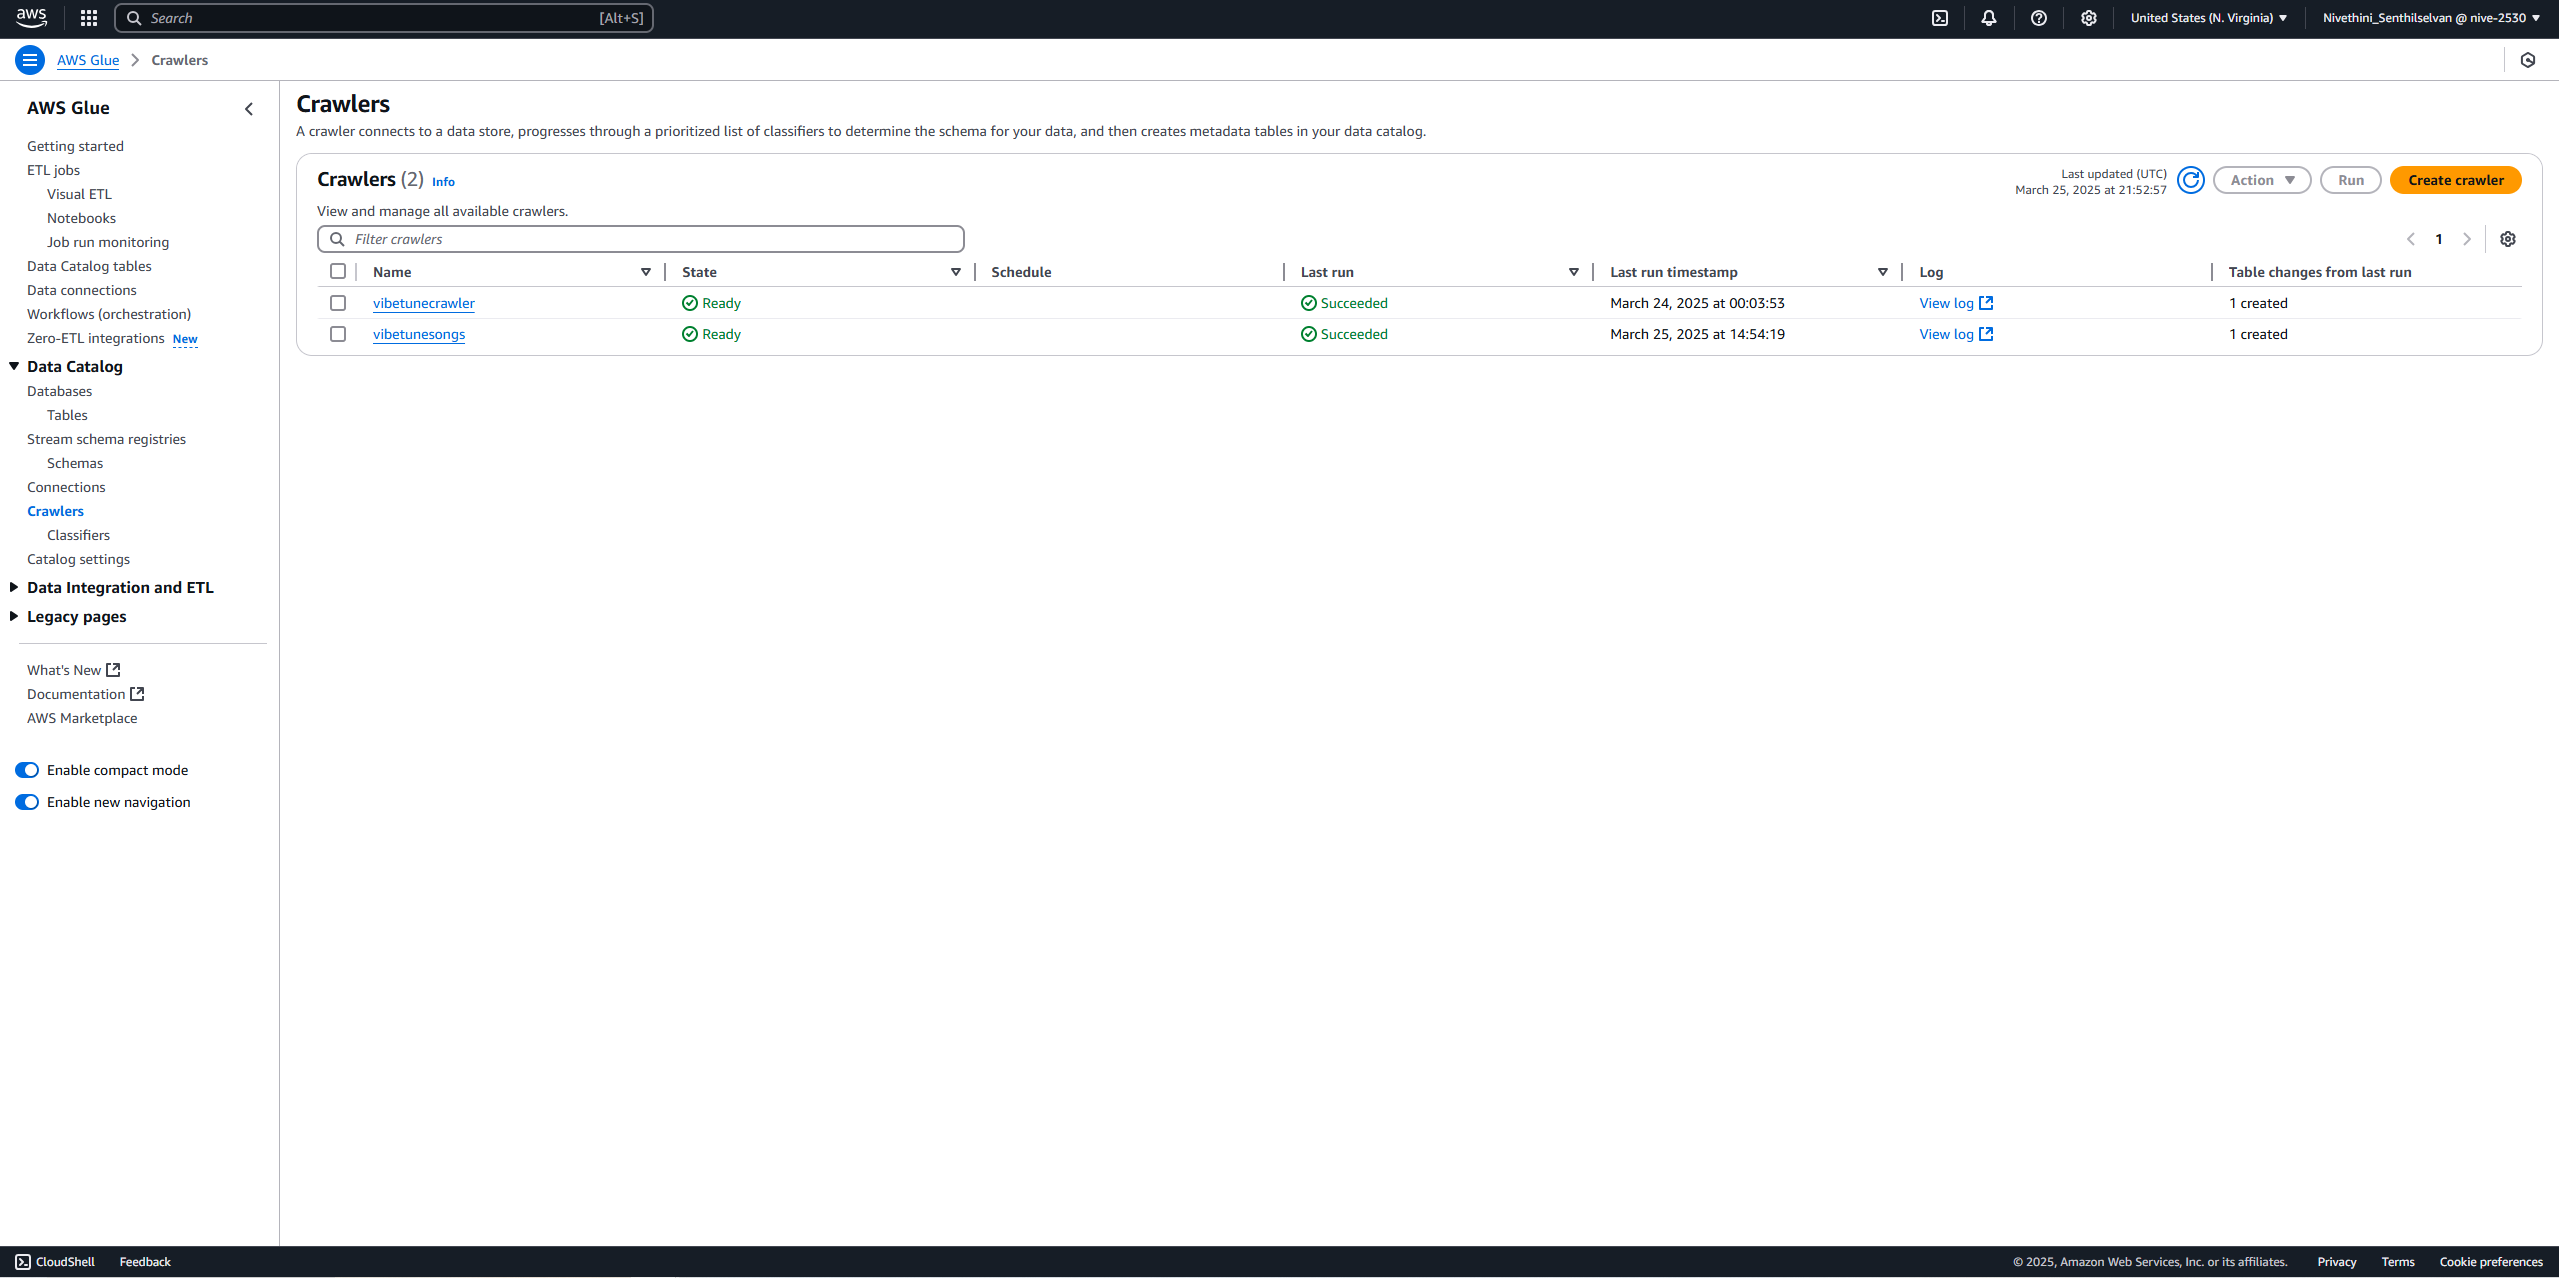 aws
Search [Alt+S]
United States (N. Virginia)
Nivethini_Senthilselvan @ nive-2530
AWS Glue
Crawlers
AWS Glue
Getting started
ETL jobs
Visual ETL
Notebooks
Job run monitoring
Data Catalog tables
Data connections
Workflows (orchestration)
Zero-ETL integrations New
Data Catalog
Databases
Tables
Stream schema registries
Schemas
Connections
Crawlers
Classifiers
Catalog settings
Data Integration and ETL
Legacy pages
What's New
Documentation
AWS Marketplace
Enable compact mode
Enable new navigation
Crawlers
A crawler connects to a data store, progresses through a prioritized list of classifiers to determine the schema for your data, and then creates metadata tables in your data catalog.
Crawlers (2) Info
Last updated (UTC)
March 25, 2025 at 21:52:57
Action
Run
Create crawler
View and manage all available crawlers.
Filter crawlers
1
Name State Schedule Last run Last run timestamp Log Table changes from last run
vibetunecrawler Ready Succeeded March 24, 2025 at 00:03:53 View log 1 created
vibetunesongs Ready Succeeded March 25, 2025 at 14:54:19 View log 1 created
CloudShell Feedback © 2025, Amazon Web Services, Inc. or its affiliates. Privacy Terms Cookie preferences